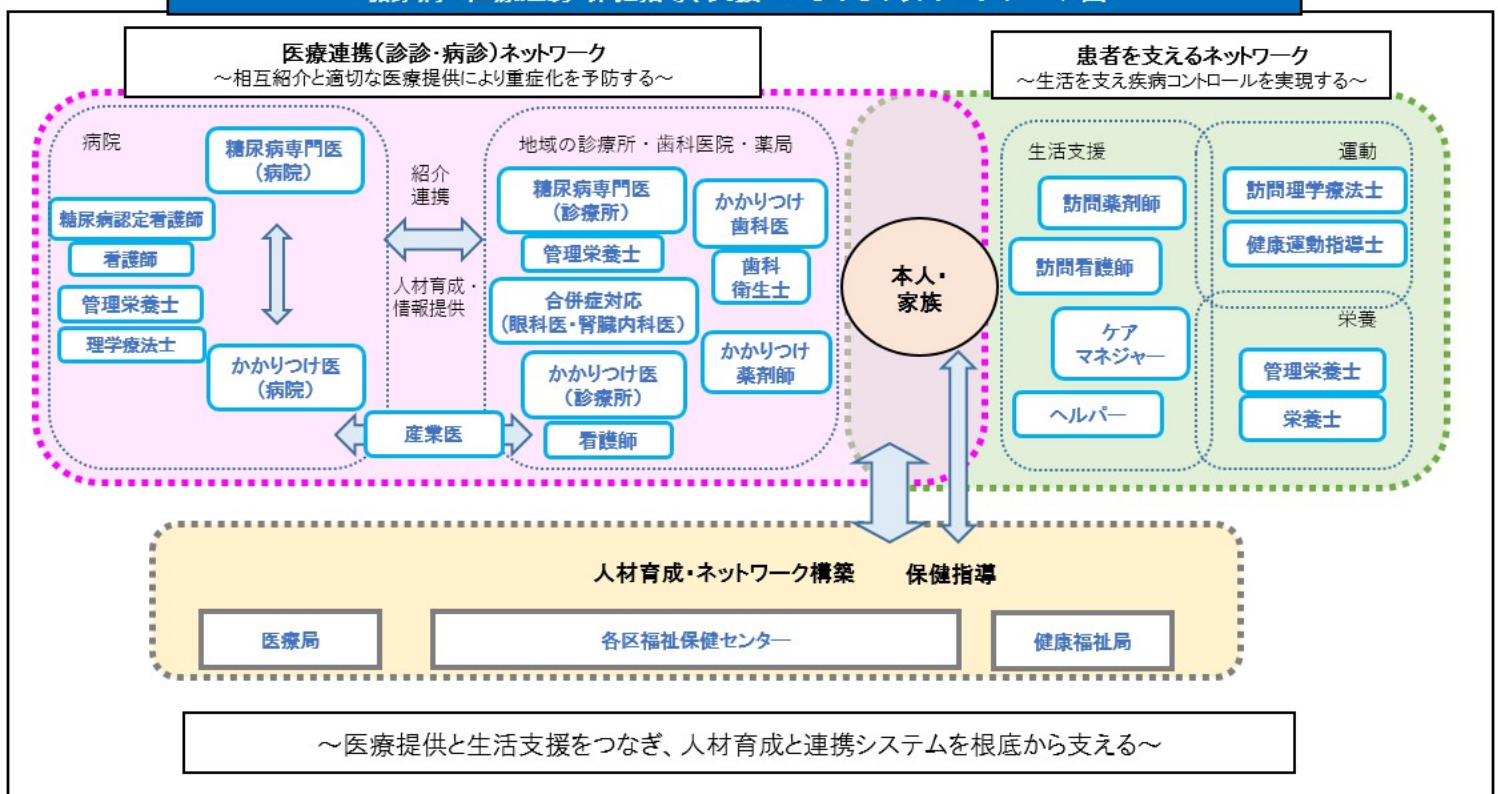 医療連携（診診・病診）ネットワーク
～相互紹介と適切な医療提供により重症化を予防する～
患者を支えるネットワーク
～生活を支え疾病コントロールを実現する～
病院
糖尿病専門医
（病院）
糖尿病認定看護師
看護師
管理栄養士
理学療法士
かかりつけ医
（病院）
紹介
連携
人材育成・
情報提供
産業医
地域の診療所・歯科医院・薬局
糖尿病専門医
（診療所）
管理栄養士
合併症対応
（眼科医・腎臓内科医）
かかりつけ医
（診療所）
看護師
かかりつけ
歯科医
歯科
衛生士
かかりつけ
薬剤師
本人・
家族
生活支援
訪問薬剤師
訪問看護師
ケア
マネジャー
ヘルパー
運動
訪問理学療法士
健康運動指導士
栄養
管理栄養士
栄養士
人材育成・ネットワーク構築
保健指導
医療局
各区福祉保健センター
健康福祉局
～医療提供と生活支援をつなぎ、人材育成と連携システムを根底から支える～